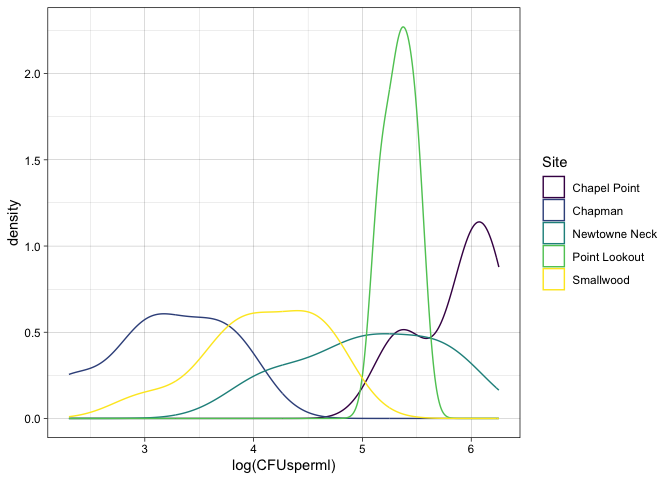 density
2.0
1.5
1.0
0.5
0.0
3
4
5
6
log(CFUsperml)
Site
Chapel Point
Chapman
Newtowne Neck
Point Lookout
Smallwood